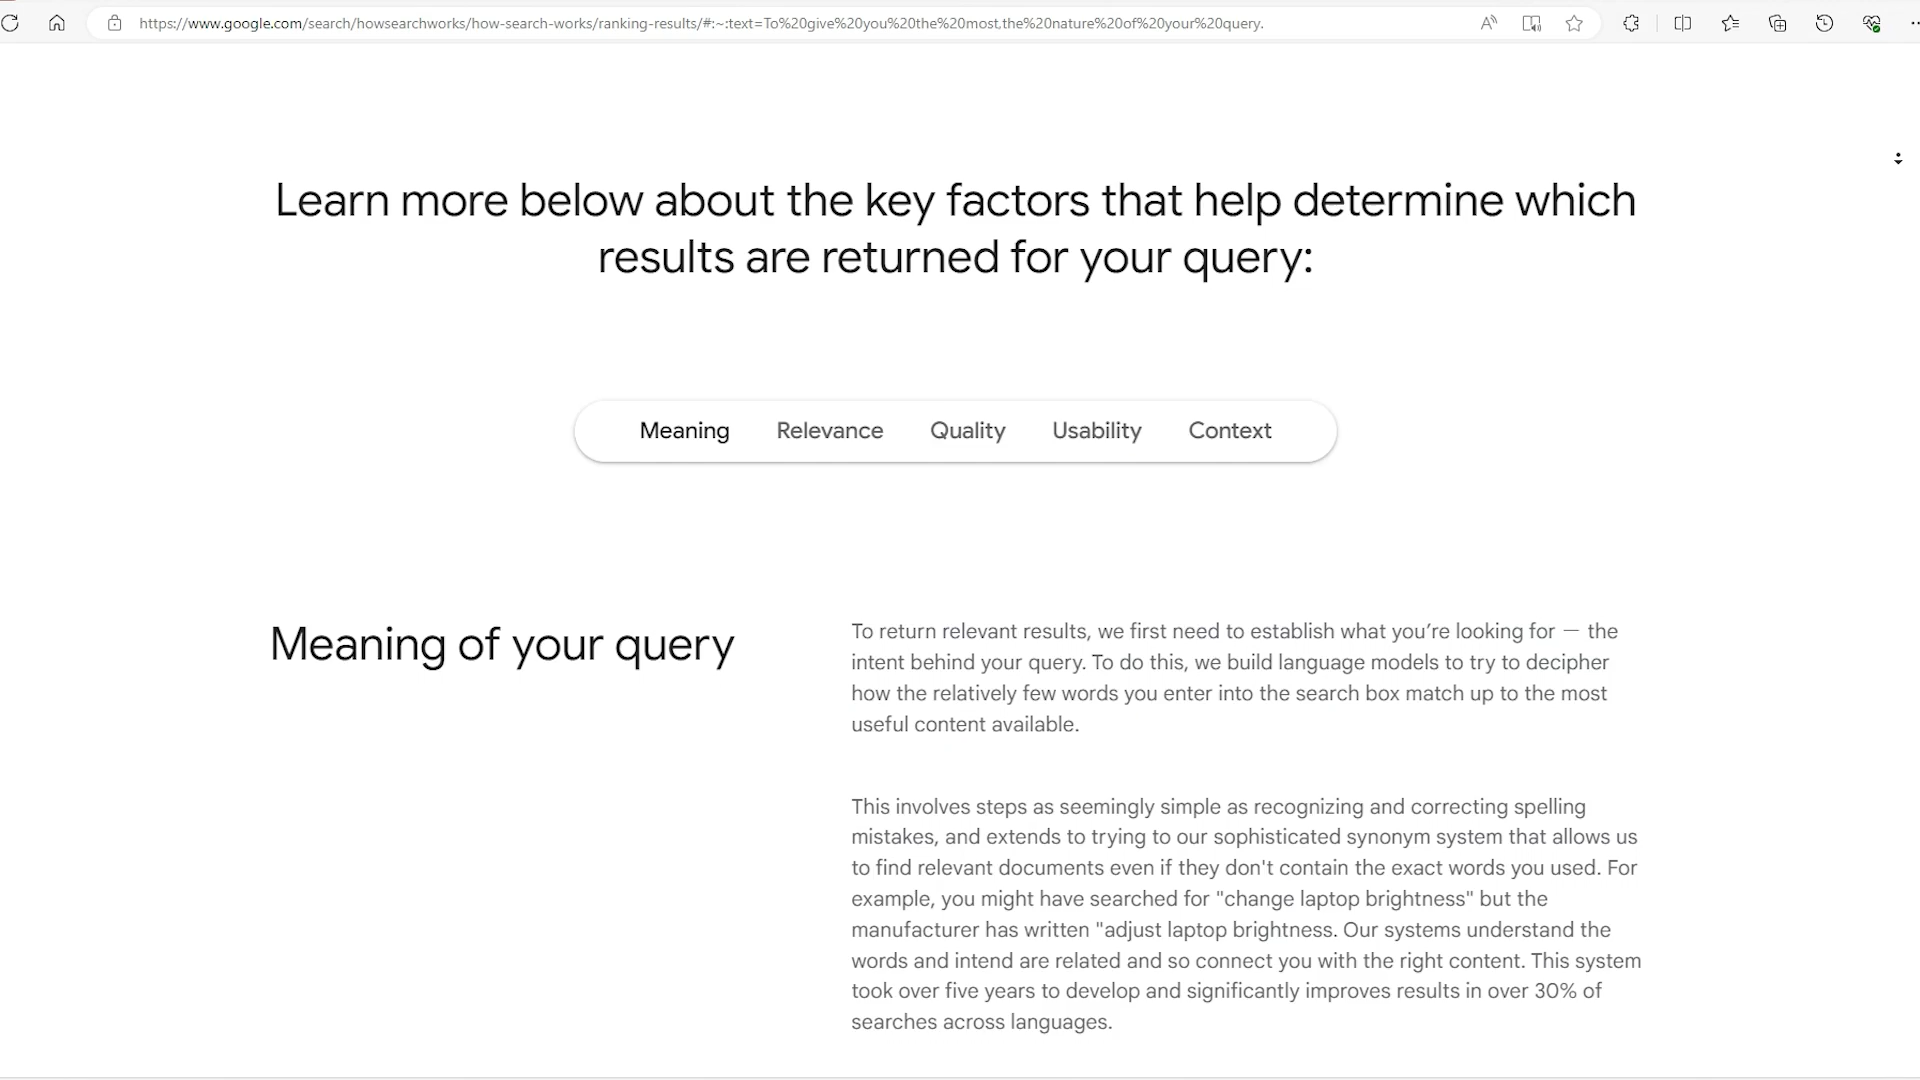 https://www.google.com/search/howsearchworks/how-search-works/ranking-results/#:~:text=To%20give%20you%20the%20most,the%20nature%20of%20your%20query.
Learn more below about the key factors that help determine which
results are returned for your query:
Meaning Relevance Quality Usability Context
Meaning of your query
To return relevant results, we first need to establish what you’re looking for — the
intent behind your query. To do this, we build language models to try to decipher
how the relatively few words you enter into the search box match up to the most
useful content available.
This involves steps as seemingly simple as recognizing and correcting spelling
mistakes, and extends to trying to our sophisticated synonym system that allows us
to find relevant documents even if they don't contain the exact words you used. For
example, you might have searched for "change laptop brightness" but the
manufacturer has written "adjust laptop brightness. Our systems understand the
words and intend are related and so connect you with the right content. This system
took over five years to develop and significantly improves results in over 30% of
searches across languages.